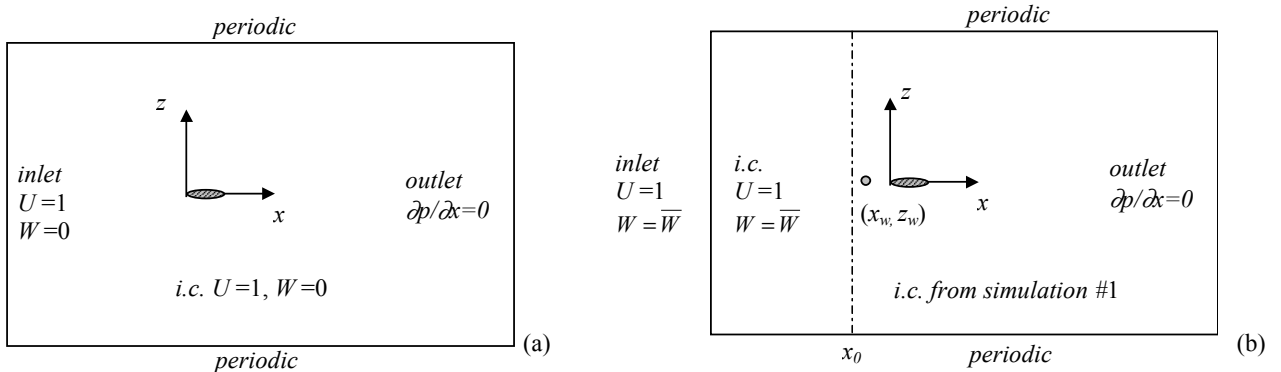 periodic
z
inlet
U=1
W=0
x
outlet
∂p/∂x=0
i.c. U=1, W=0
periodic
(a)
periodic
z
inlet
U=1
W=W̅
i.c.
U=1
W=W̅
(x_w, z_w)
x
outlet
∂p/∂x=0
i.c. from simulation #1
x_0
periodic
(b)